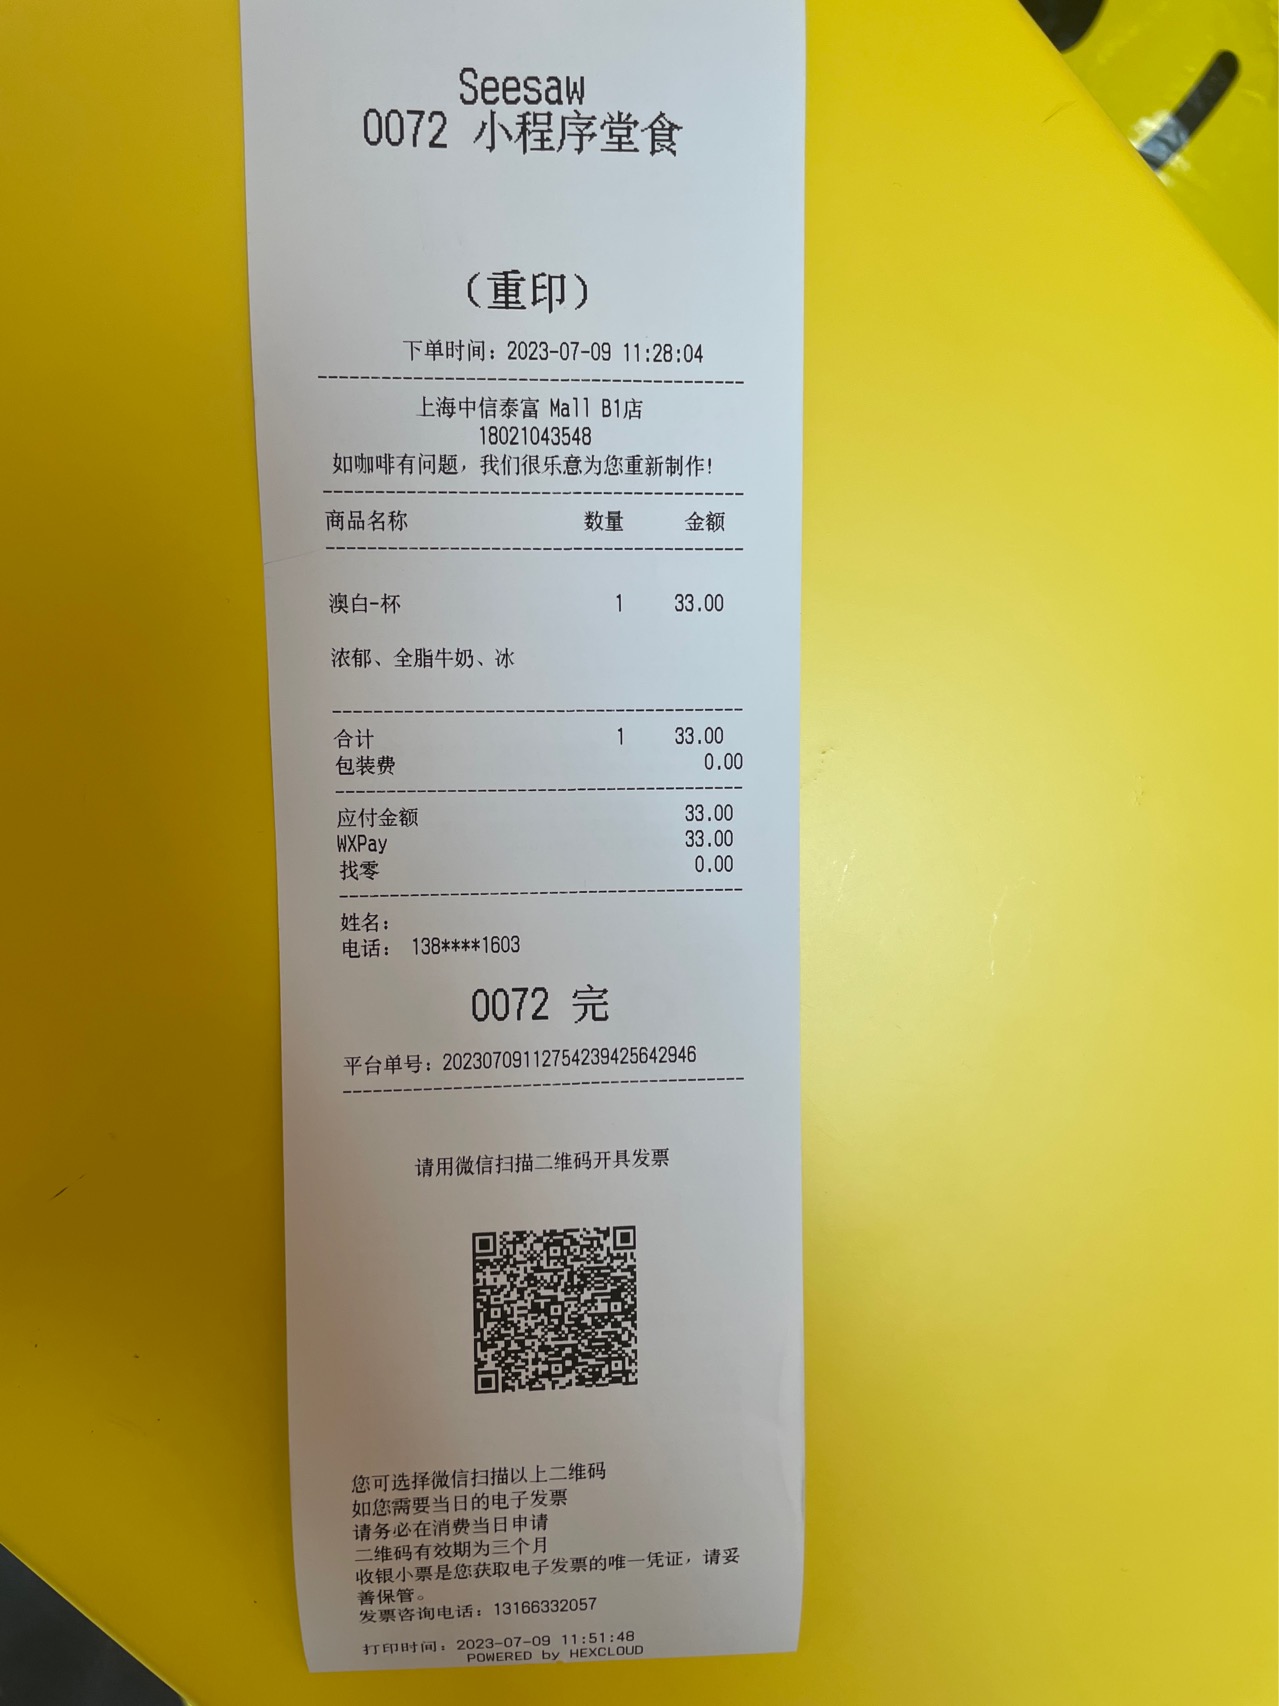 Seesaw
0072 小程序堂食
（重印）
下单时间：2023-07-09 11:28:04
上海中信泰富 Mall B1店
18021043548
如咖啡有问题，我们很乐意为您重新制作!
商品名称 数量 金额
澳白-杯 1 33.00
浓郁、全脂牛奶、冰
合计 1 33.00
包装费 0.00
应付金额 33.00
WXPay 33.00
找零 0.00
姓名：
电话： 138****1603
0072 完
平台单号：20230709112754239425642946
请用微信扫描二维码开具发票
您可选择微信扫描以上二维码
如您需要当日的电子发票
请务必在消费当日申请
二维码有效期为三个月
收银小票是您获取电子发票的唯一凭证，请妥
善保管。
发票咨询电话：13166332057
打印时间：2023-07-09 11:51:48
POWERED by HEXCLOUD